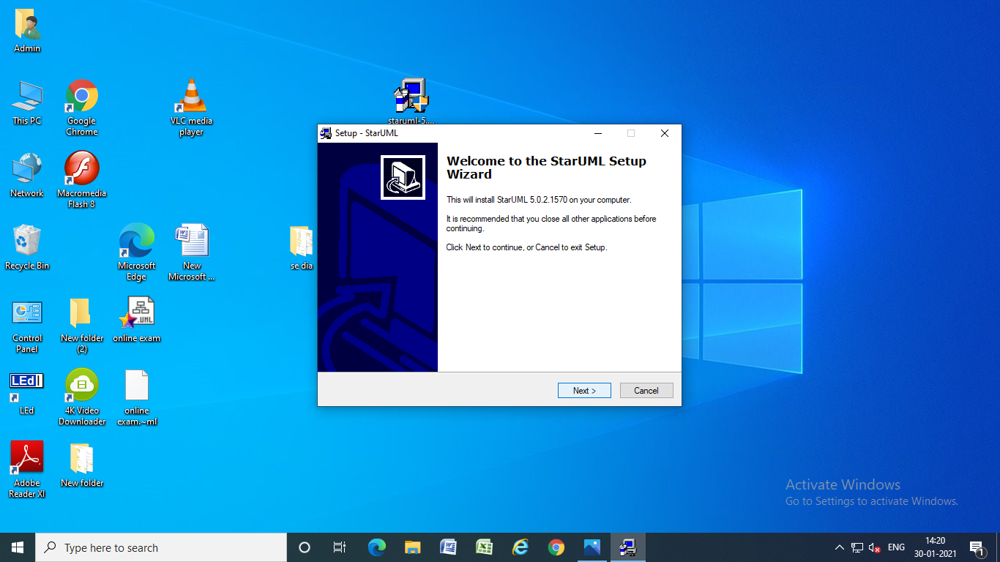 Admin
This PC
Google
Chrome
VLC media
player
staruml-5....
Network
Macromedia
Flash 8
Recycle Bin
Microsoft
Edge
New
Microsoft ...
se dia
Control
Panel
New folder
(2)
.UML
online exam
LEd
LEd
4K Video
Downloader
online
exam.~ml
Adobe
Reader XI
New folder
Setup - StarUML
Welcome to the StarUML Setup
Wizard
This will install StarUML 5.0.2.1570 on your computer.
It is recommended that you close all other applications before
continuing.
Click Next to continue, or Cancel to exit Setup.
Next >
Cancel
Activate Windows
Go to Settings to activate Windows.
Type here to search
ENG
14:20
30-01-2021
1